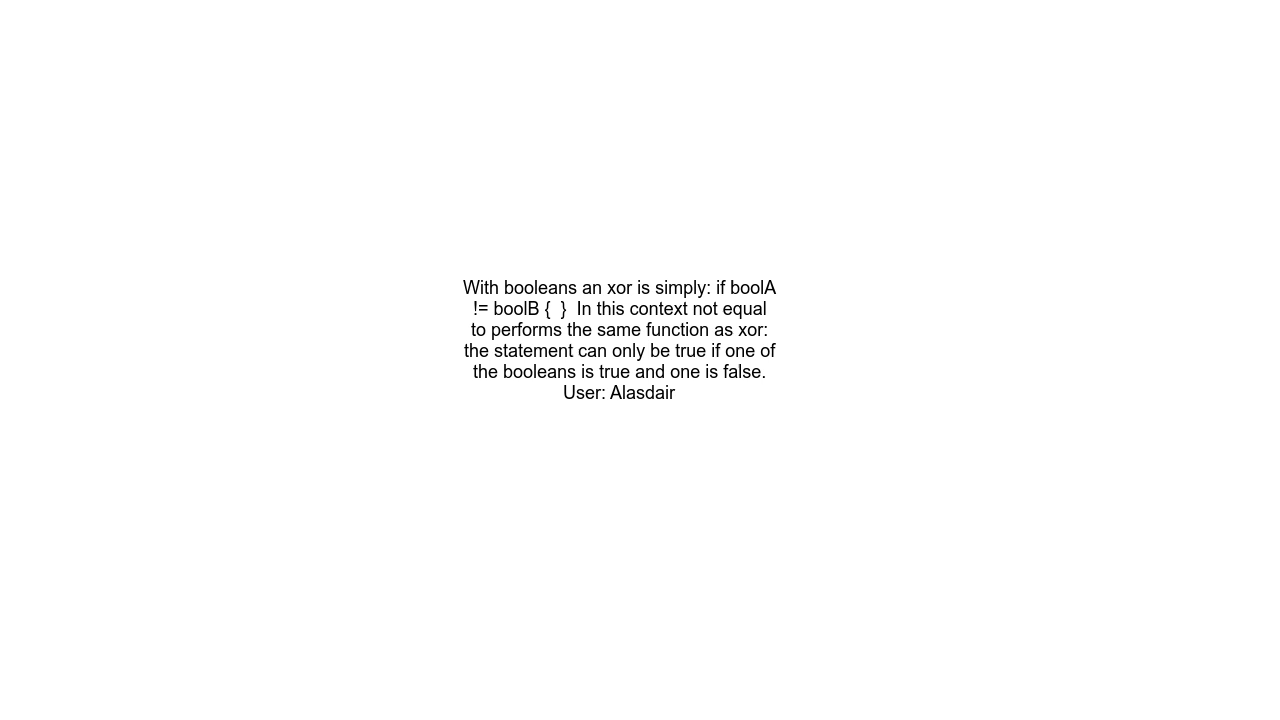 With booleans an xor is simply: if boolA
!= boolB {  }  In this context not equal
to performs the same function as xor:
the statement can only be true if one of
the booleans is true and one is false.
User: Alasdair